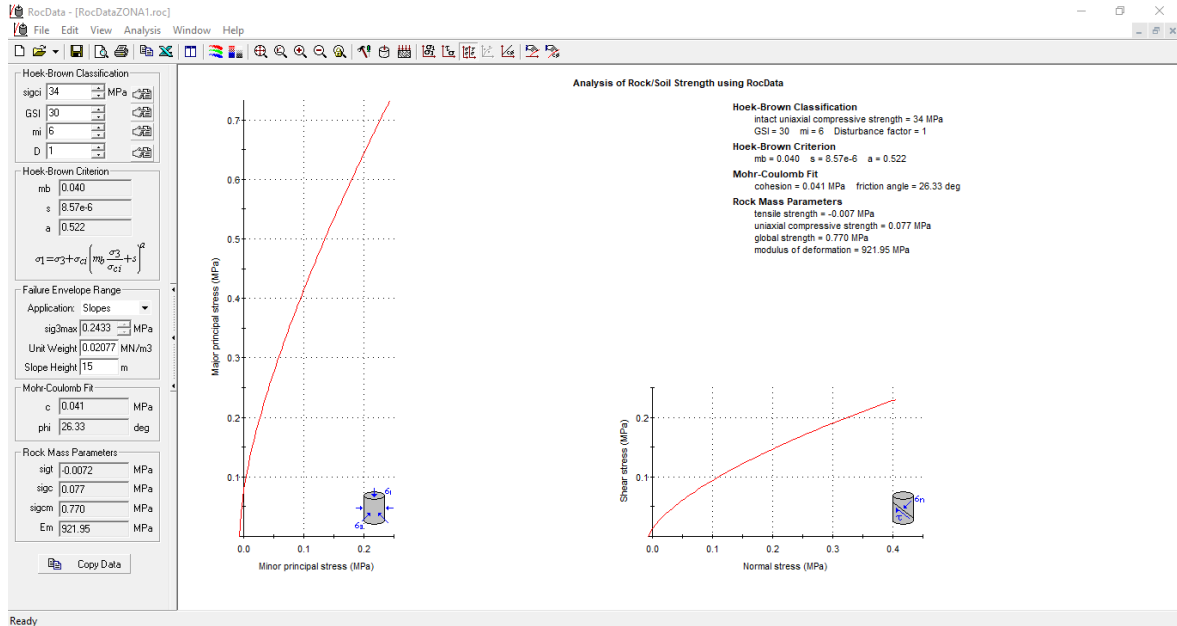 RocData - [RocDataZONA1.roc]
File Edit View Analysis Window Help
Hoek-Brown Classification
sigci 34 MPa
GSI 30
mi 6
D 1
Hoek-Brown Criterion
mb 0.040
s 8.57e-6
a 0.522
σ1=σ3+σci(mb σ3/σci+s)^a
Failure Envelope Range
Application: Slopes
sig3max 0.2433 MPa
Unit Weight 0.02077 MN/m3
Slope Height 15 m
Mohr-Coulomb Fit
c 0.041 MPa
phi 26.33 deg
Rock Mass Parameters
sigt -0.0072 MPa
sigc 0.077 MPa
sigcm 0.770 MPa
Em 921.95 MPa
Copy Data
Ready
Major principal stress (MPa)
0.7
0.6
0.5
0.4
0.3
0.2
0.1
0.0 0.1 0.2
Minor principal stress (MPa)
σ1
σ3
Analysis of Rock/Soil Strength using RocData
Hoek-Brown Classification
intact uniaxial compressive strength = 34 MPa
GSI = 30 mi = 6 Disturbance factor = 1
Hoek-Brown Criterion
mb = 0.040 s = 8.57e-6 a = 0.522
Mohr-Coulomb Fit
cohesion = 0.041 MPa friction angle = 26.33 deg
Rock Mass Parameters
tensile strength = -0.007 MPa
uniaxial compressive strength = 0.077 MPa
global strength = 0.770 MPa
modulus of deformation = 921.95 MPa
Shear stress (MPa)
0.2
0.1
0.0 0.1 0.2 0.3 0.4
Normal stress (MPa)
σn
τ